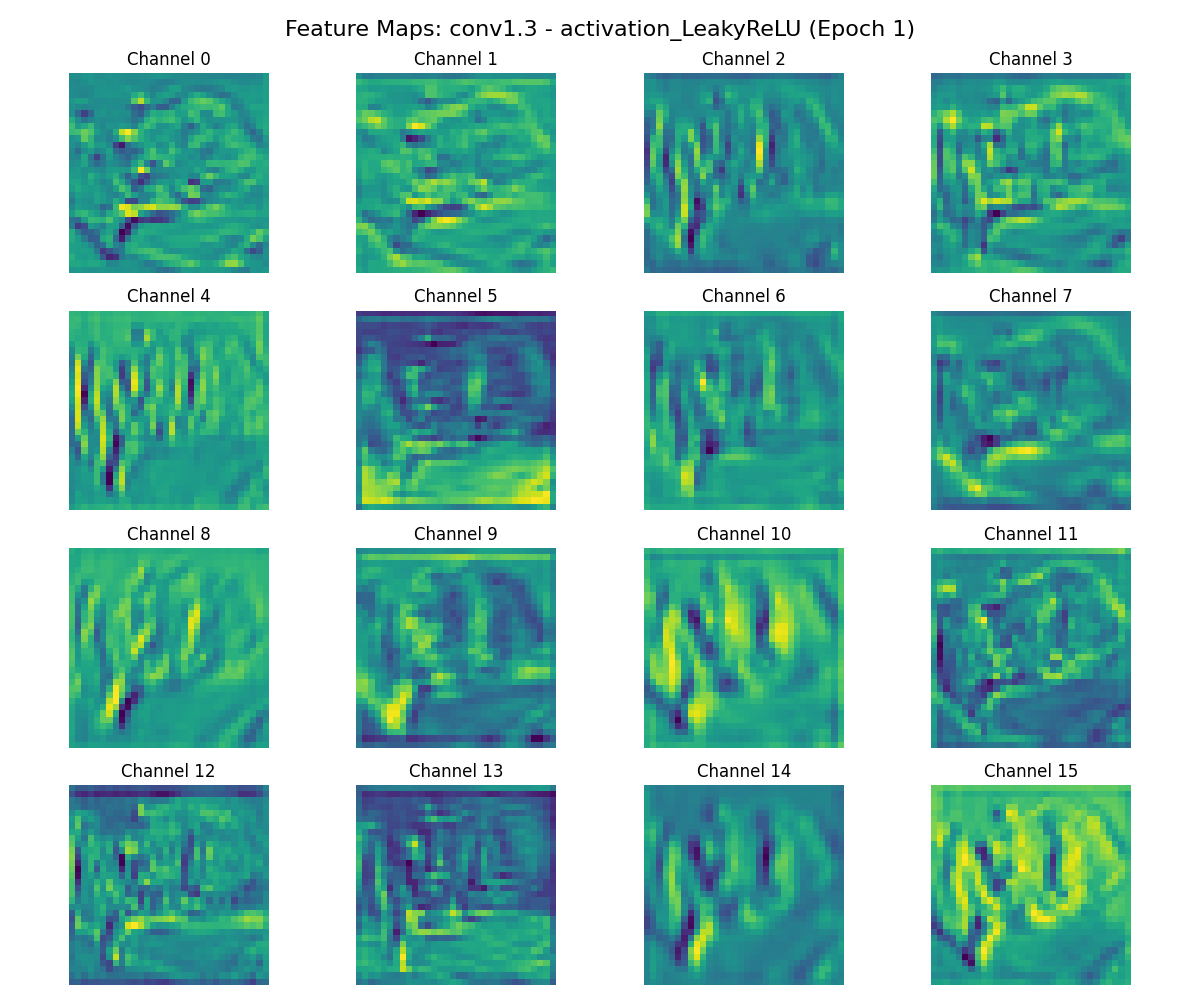 Feature Maps: conv1.3 - activation_LeakyReLU (Epoch 1)
Channel 0
Channel 1
Channel 2
Channel 3
Channel 4
Channel 5
Channel 6
Channel 7
Channel 8
Channel 9
Channel 10
Channel 11
Channel 12
Channel 13
Channel 14
Channel 15